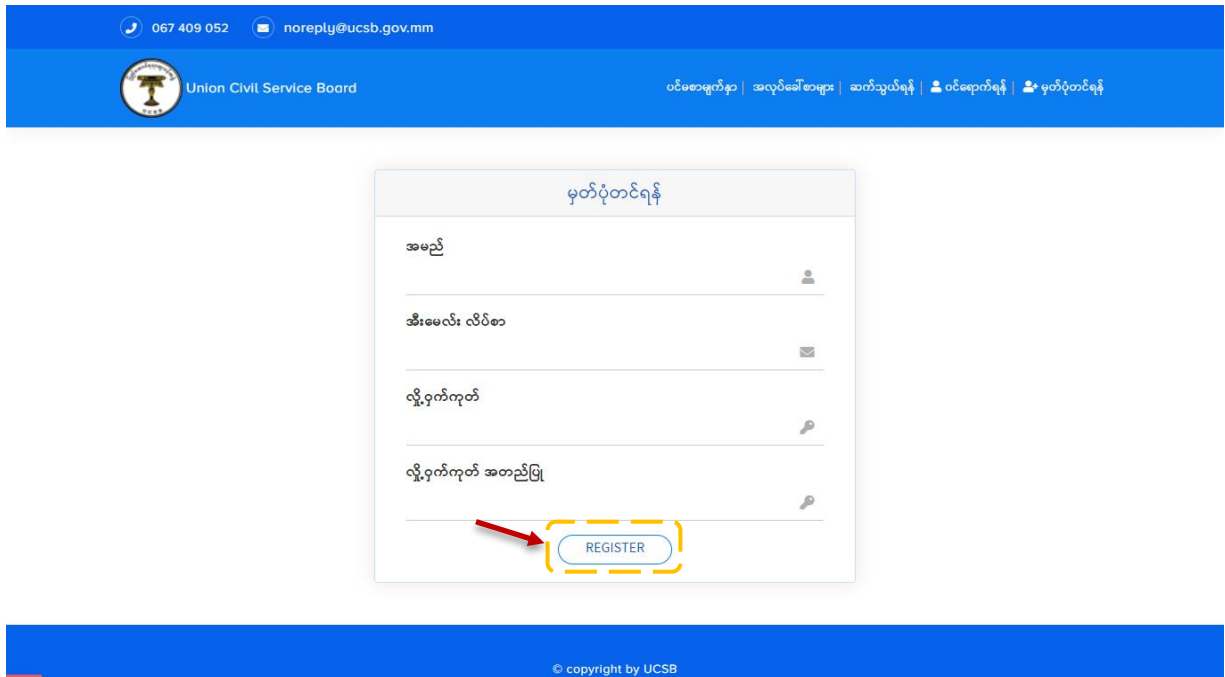 067 409 052 noreply@ucsb.gov.mm
Union Civil Service Board
ပင်မစာမျက်နှာ | အလုပ်ခေါ်စာများ | ဆက်သွယ်ရန် | ဝင်ရောက်ရန် | မှတ်ပုံတင်ရန်
မှတ်ပုံတင်ရန်
အမည်
အီးမေလ်း လိပ်စာ
လှို့ဝှက်ကုတ်
လှို့ဝှက်ကုတ် အတည်ပြု
REGISTER
© copyright by UCSB